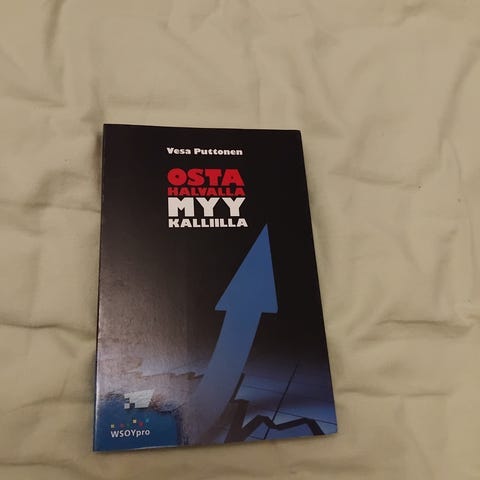 Vesa Puttonen
OSTA
HALVALLA
MYY
KALLIILLA
WSOYpro